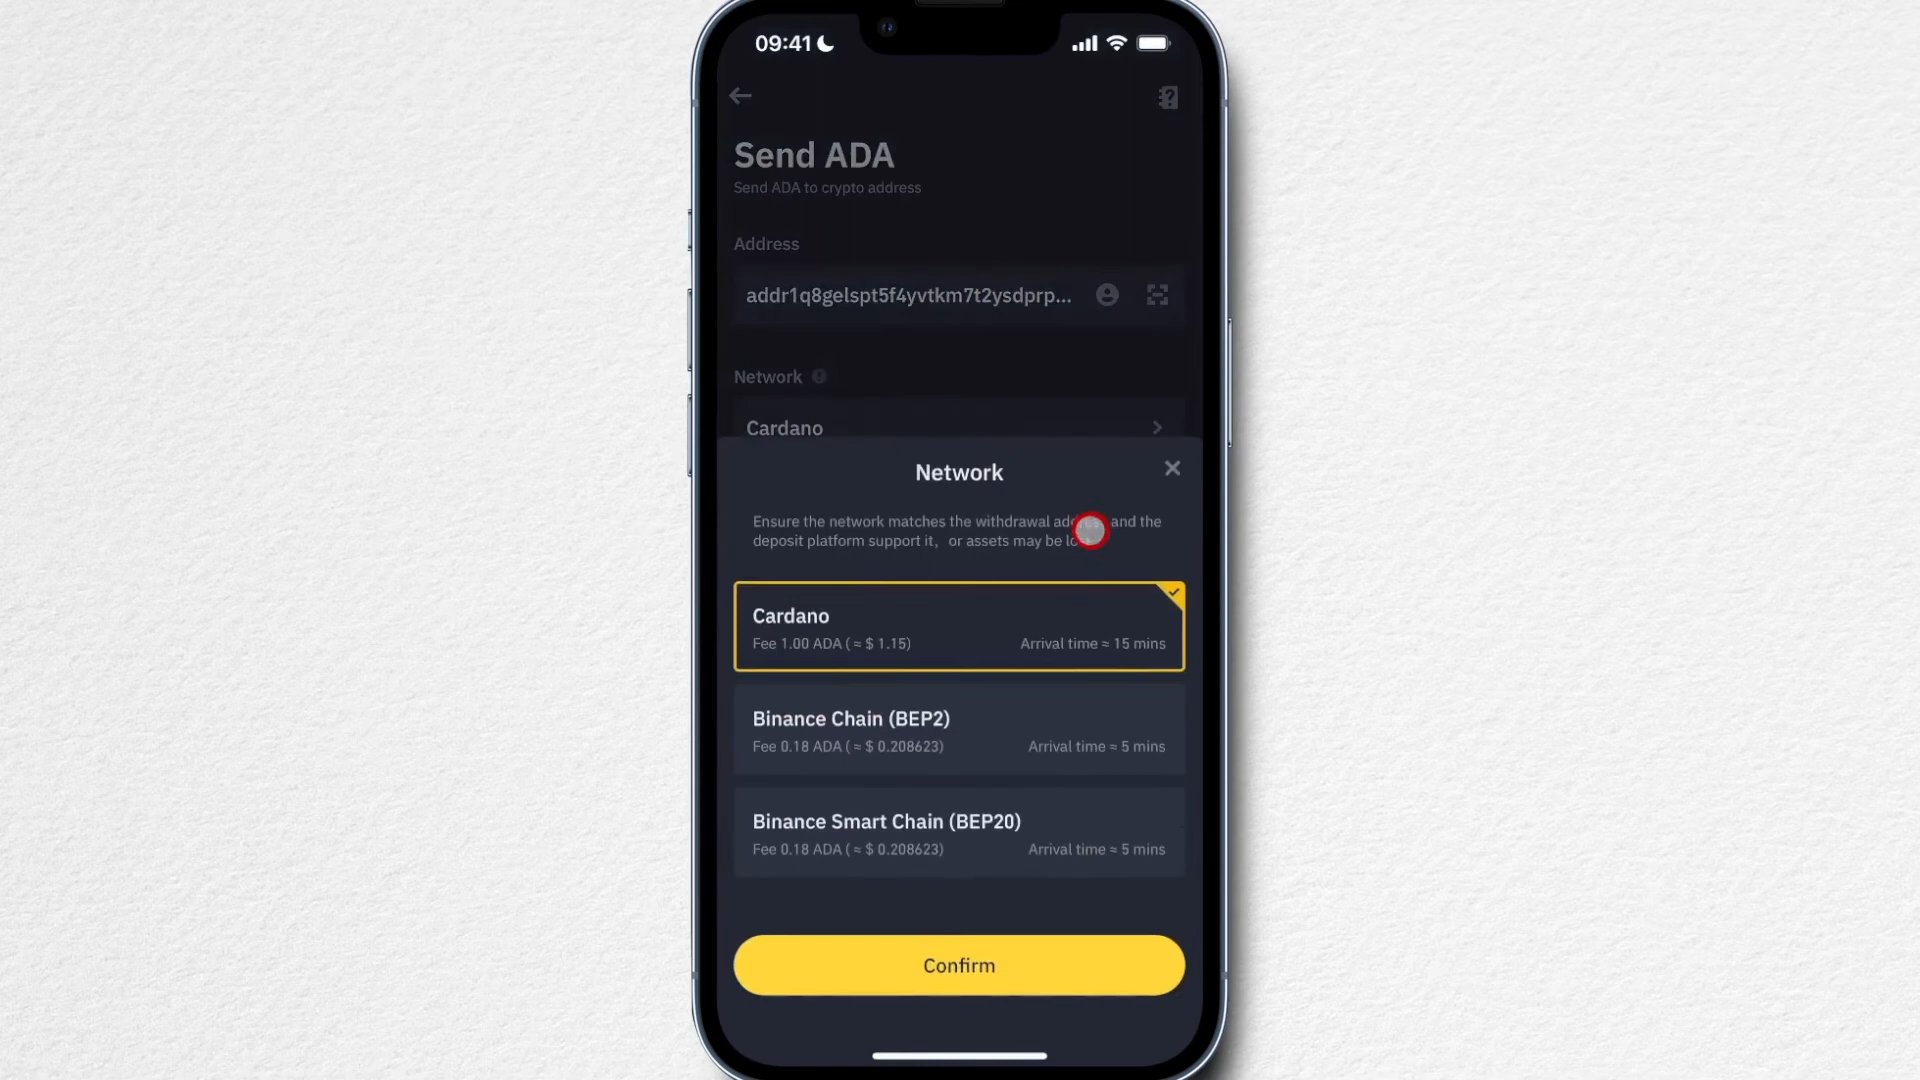 09:41
Send ADA
Send ADA to crypto address
Address
addr1q8gelspt5f4yvtkm7t2ysdprp...
Network
Cardano
Network
Ensure the network matches the withdrawal and the
deposit platform support it, or assets may be
Cardano
Fee 1.00 ADA ( ≈ $ 1.15) Arrival time ≈ 15 mins
Binance Chain (BEP2)
Fee 0.18 ADA ( ≈ $ 0.208623) Arrival time ≈ 5 mins
Binance Smart Chain (BEP20)
Fee 0.18 ADA ( ≈ $ 0.208623) Arrival time ≈ 5 mins
Confirm